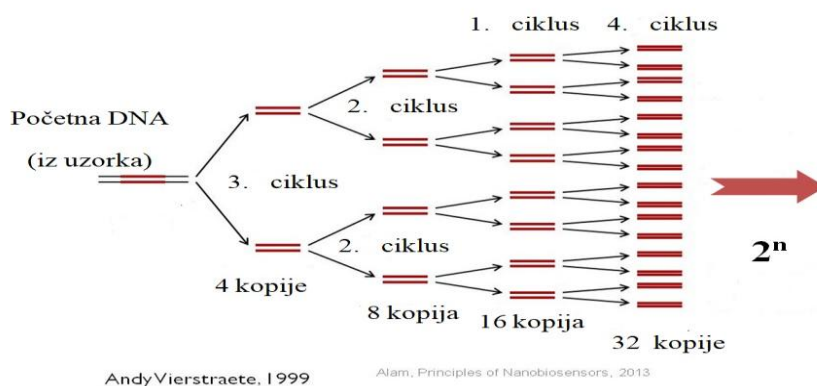 1. ciklus
4. ciklus
Početna DNA
(iz uzorka)
2. ciklus
3. ciklus
2. ciklus
4 kopije
8 kopija
16 kopija
32 kopije
2ⁿ
Andy Vierstraete, 1999
Alam, Principles of Nanobiosensors, 2013